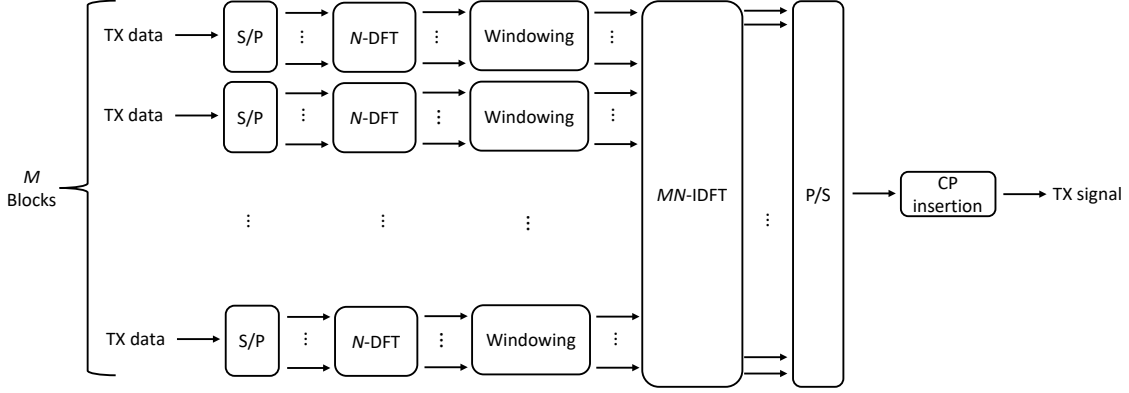 TX data
S/P
N-DFT
Windowing
TX data
S/P
N-DFT
Windowing
M
Blocks
MN-IDFT
P/S
CP
insertion
TX signal
TX data
S/P
N-DFT
Windowing